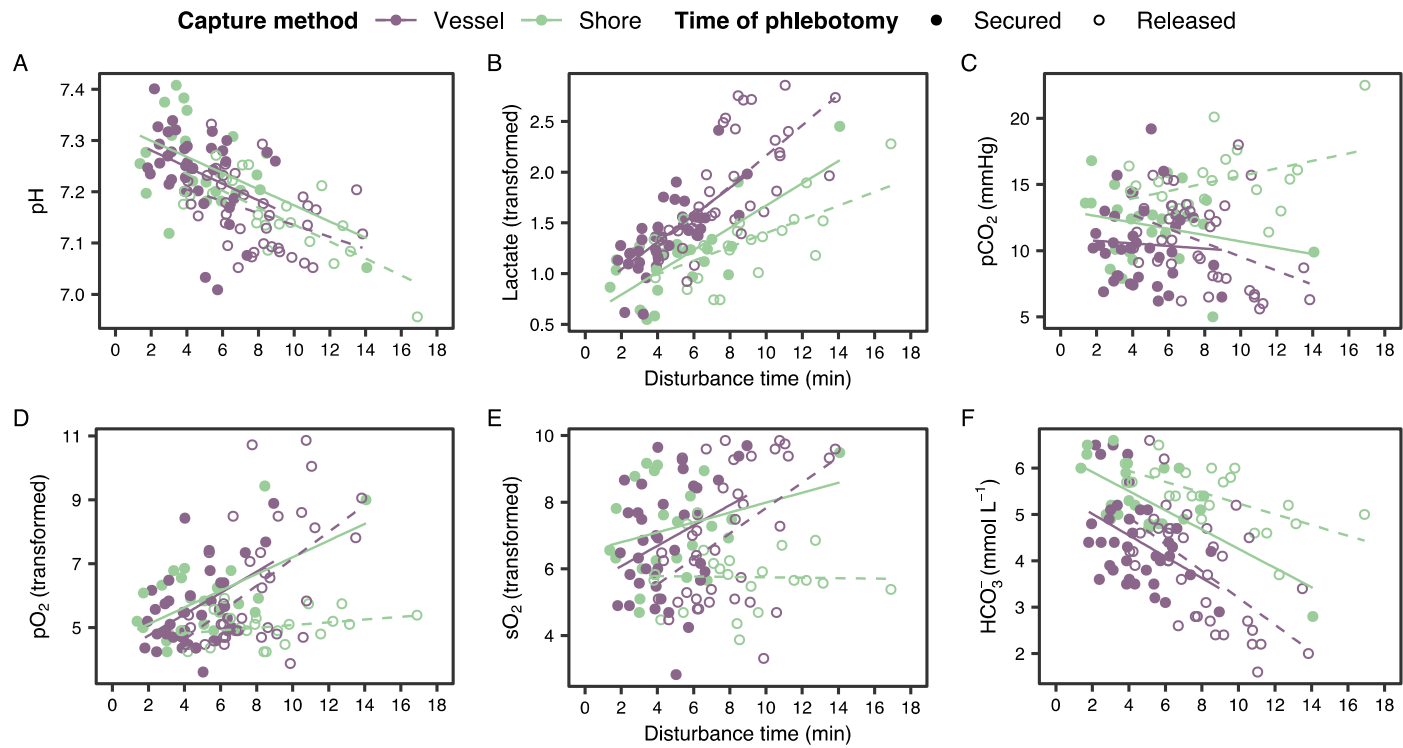 Capture method Vessel Shore Time of phlebotomy Secured Released
A
B
C
7.4
7.3
7.2
7.1
7.0
pH
0 2 4 6 8 10 12 14 16 18
2.5
2.0
1.5
1.0
0.5
Lactate (transformed)
0 2 4 6 8 10 12 14 16 18
Disturbance time (min)
20
15
10
5
pCO₂ (mmHg)
0 2 4 6 8 10 12 14 16 18
D
E
F
11
9
7
5
pO₂ (transformed)
0 2 4 6 8 10 12 14 16 18
10
8
6
4
sO₂ (transformed)
0 2 4 6 8 10 12 14 16 18
Disturbance time (min)
6
5
4
3
2
HCO₃⁻ (mmol L⁻¹)
0 2 4 6 8 10 12 14 16 18